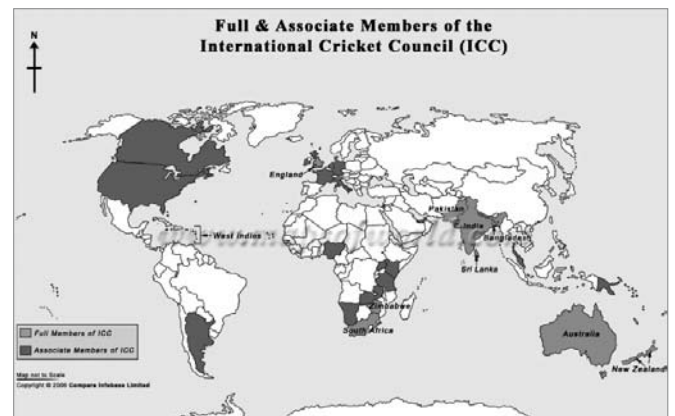 Full & Associate Members of the
International Cricket Council (ICC)
N
England
Pakistan
India
Bangladesh
West Indies
Sri Lanka
Zimbabwe
South Africa
Australia
New Zealand
Full Members of ICC
Associate Members of ICC
Map not to Scale
Copyright © 2006 Compare Infobase Limited